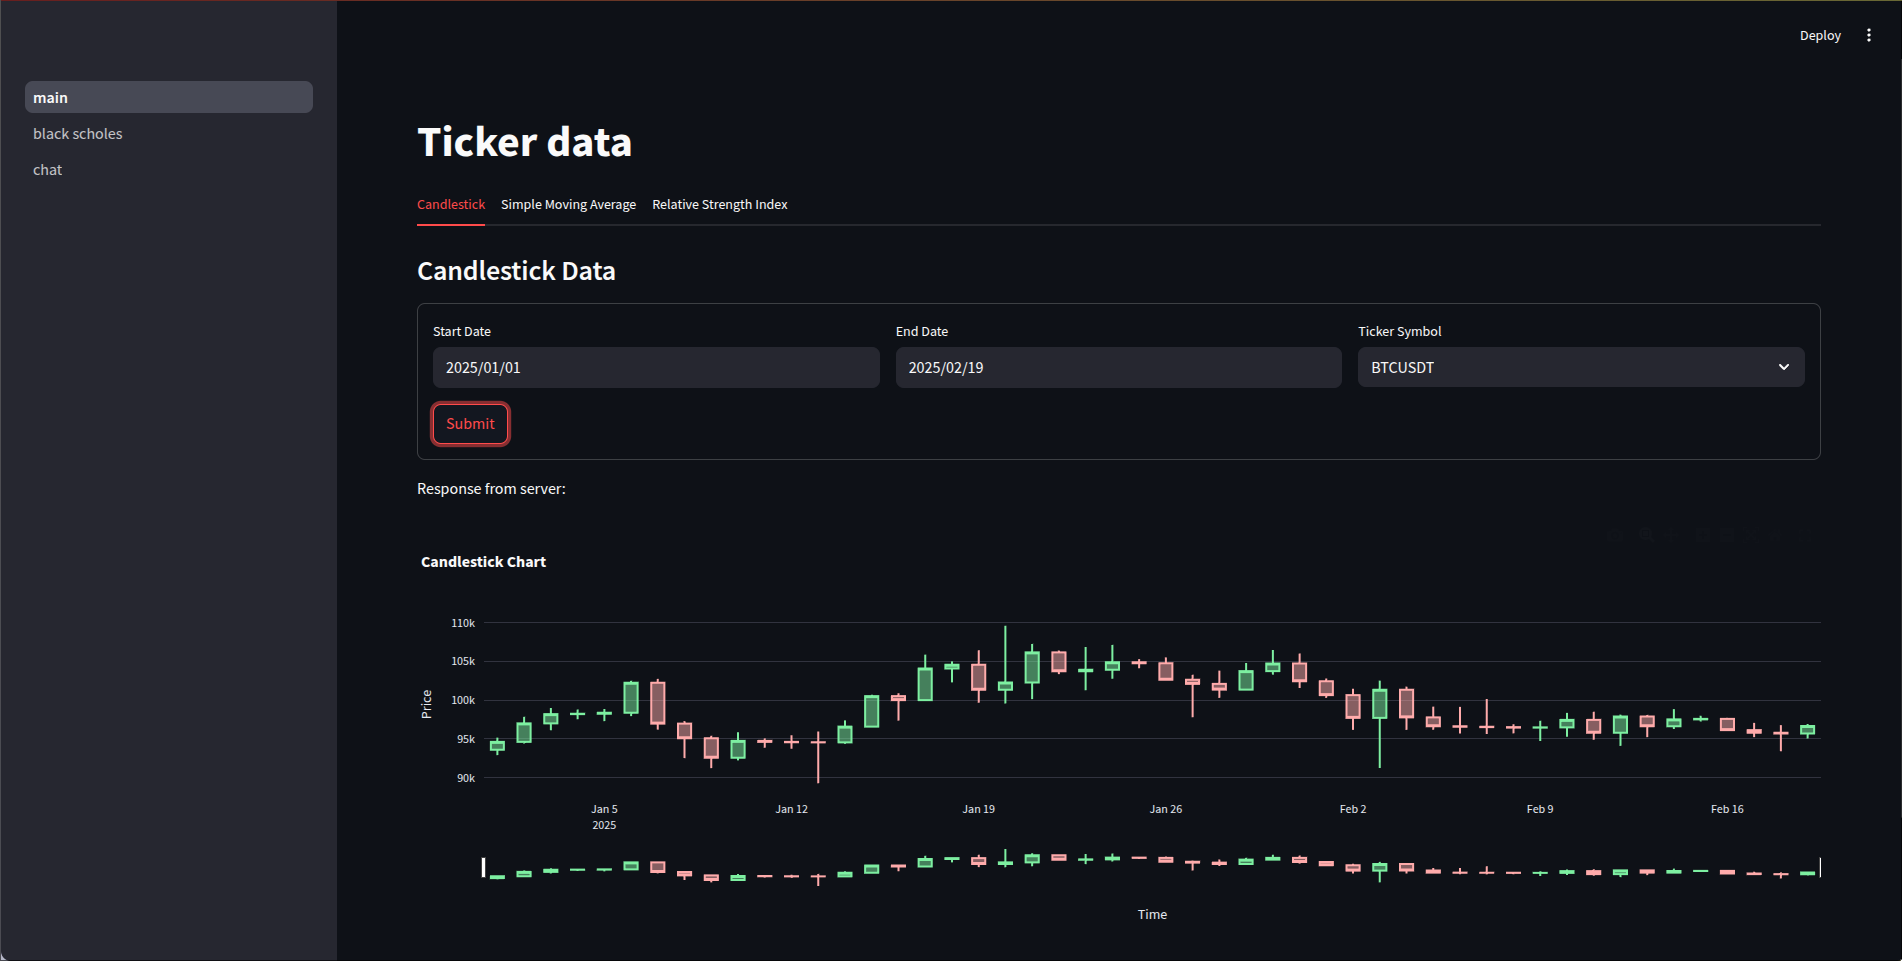 Deploy
main
black scholes
chat
Ticker data
Candlestick Simple Moving Average Relative Strength Index
Candlestick Data
Start Date End Date Ticker Symbol
2025/01/01 2025/02/19 BTCUSDT
Submit
Response from server:
Candlestick Chart
110k
105k
100k
95k
90k
Price
Jan 5 Jan 12 Jan 19 Jan 26 Feb 2 Feb 9 Feb 16
2025
Time